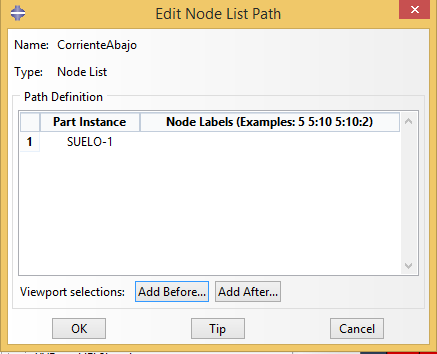 Edit Node List Path
Name: CorrienteAbajo
Type: Node List
Path Definition
Part Instance Node Labels (Examples: 5 5:10 5:10:2)
1 SUELO-1
Viewport selections: Add Before... Add After...
OK Tip Cancel